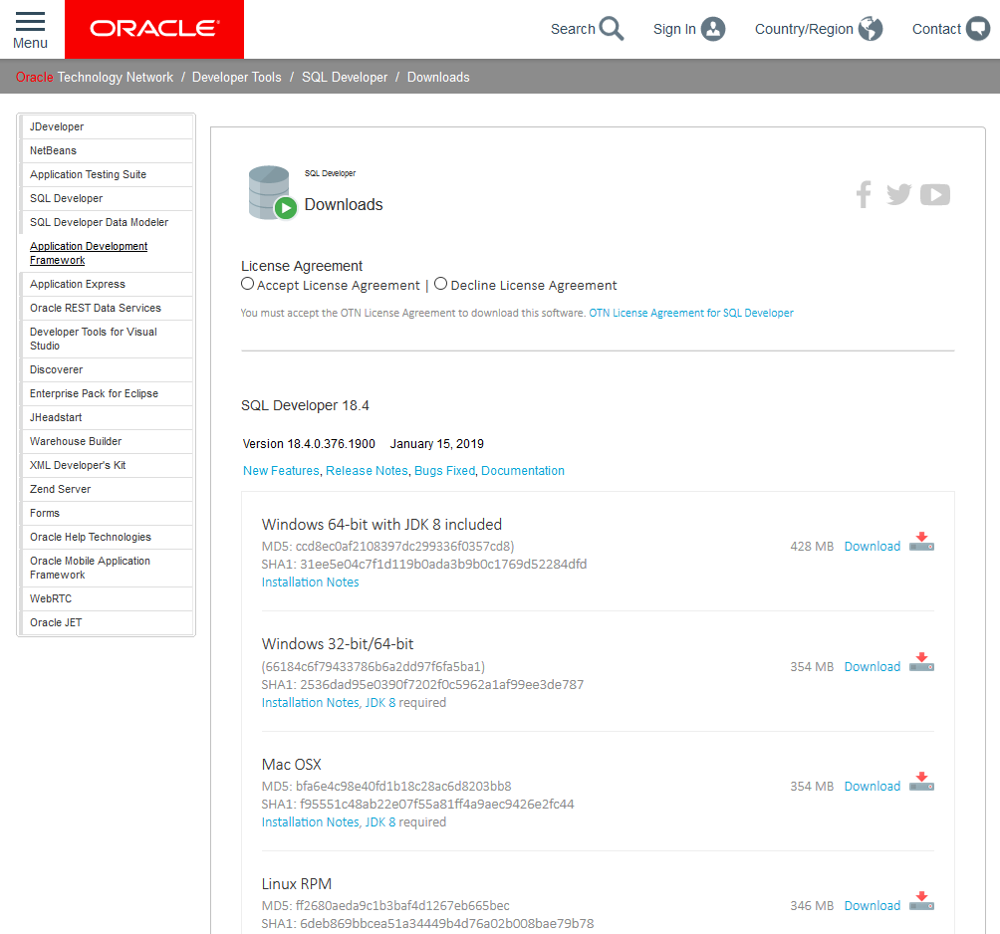 Menu
ORACLE
Search
Sign In
Country/Region
Contact
Oracle Technology Network / Developer Tools / SQL Developer / Downloads
JDeveloper
NetBeans
Application Testing Suite
SQL Developer
SQL Developer Data Modeler
Application Development
Framework
Application Express
Oracle REST Data Services
Developer Tools for Visual
Studio
Discoverer
Enterprise Pack for Eclipse
JHeadstart
Warehouse Builder
XML Developer's Kit
Zend Server
Forms
Oracle Help Technologies
Oracle Mobile Application
Framework
WebRTC
Oracle JET
SQL Developer
Downloads
License Agreement
Accept License Agreement | Decline License Agreement
You must accept the OTN License Agreement to download this software. OTN License Agreement for SQL Developer
SQL Developer 18.4
Version 18.4.0.376.1900 January 15, 2019
New Features, Release Notes, Bugs Fixed, Documentation
Windows 64-bit with JDK 8 included
MD5: ccd8ec0af2108397dc299336f0357cd8)
428 MB Download
SHA1: 31ee5e04c7f1d119b0ada3b9b0c1769d52284dfd
Installation Notes
Windows 32-bit/64-bit
(66184c6f79433786b6a2dd97f6fa5ba1)
354 MB Download
SHA1: 2536dad95e0390f7202f0c5962a1af99ee3de787
Installation Notes, JDK 8 required
Mac OSX
MD5: bfa6e4c98e40fd1b18c28ac6d8203bb8
354 MB Download
SHA1: f95551c48ab22e07f55a81ff4a9aec9426e2fc44
Installation Notes, JDK 8 required
Linux RPM
MD5: ff2680aeda9c1b3baf4d1267eb665bec
346 MB Download
SHA1: 6deb869bbcea51a34449b4d76a02b008bae79b78